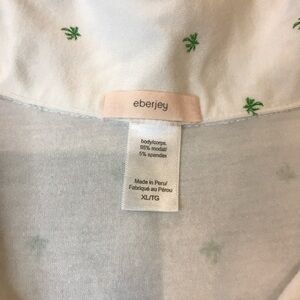 eberjey
body/corps:
95% modal/
5% spandex
Made in Peru/
Fabriqué au Pérou
XL/TG